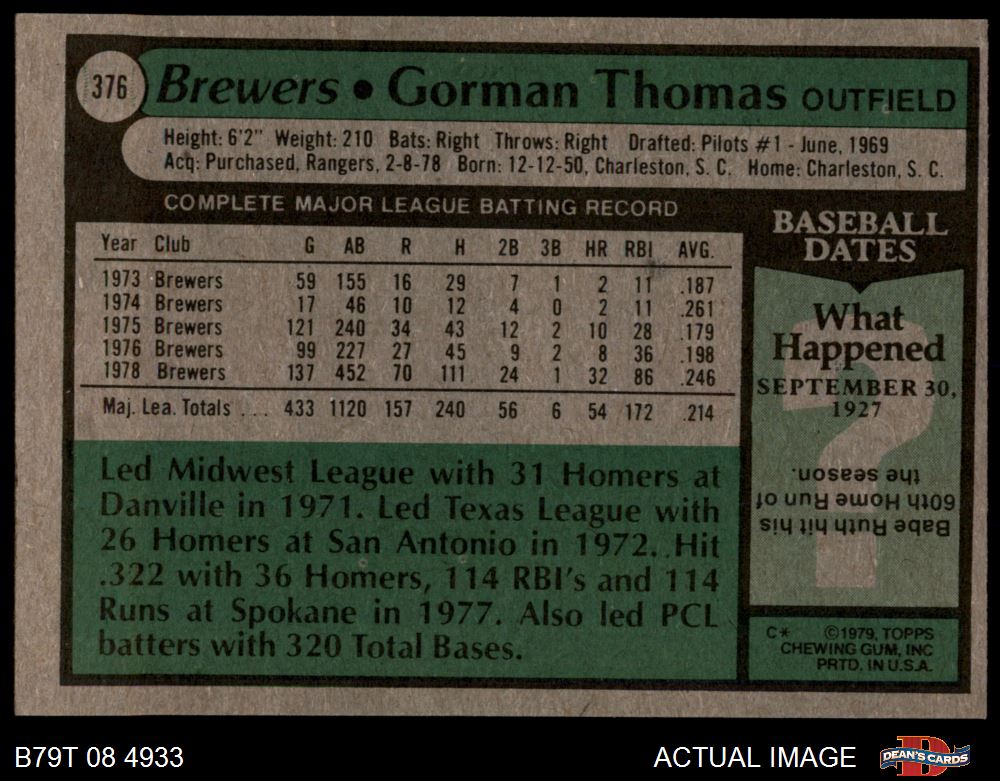 376 Brewers • Gorman Thomas OUTFIELD
Height: 6'2" Weight: 210 Bats: Right Throws: Right Drafted: Pilots #1 - June, 1969
Acq: Purchased, Rangers, 2-8-78 Born: 12-12-50, Charleston, S. C. Home: Charleston, S. C.
COMPLETE MAJOR LEAGUE BATTING RECORD
Year Club G AB R H 2B 3B HR RBI AVG.
1973 Brewers 59 155 16 29 7 1 2 11 .187
1974 Brewers 17 46 10 12 4 0 2 11 .261
1975 Brewers 121 240 34 43 12 2 10 28 .179
1976 Brewers 99 227 27 45 9 2 8 36 .198
1978 Brewers 137 452 70 111 24 1 32 86 .246
Maj. Lea. Totals ... 433 1120 157 240 56 6 54 172 .214
Led Midwest League with 31 Homers at
Danville in 1971. Led Texas League with
26 Homers at San Antonio in 1972. Hit
.322 with 36 Homers, 114 RBI's and 114
Runs at Spokane in 1977. Also led PCL
batters with 320 Total Bases.
BASEBALL
DATES
What
Happened
SEPTEMBER 30,
1927
?
Babe Ruth hit his
60th Home Run of
the season.
C* ©1979, TOPPS
CHEWING GUM, INC
PRTD. IN U.S.A.
B79T 08 4933
ACTUAL IMAGE
D
DEAN'S CARDS